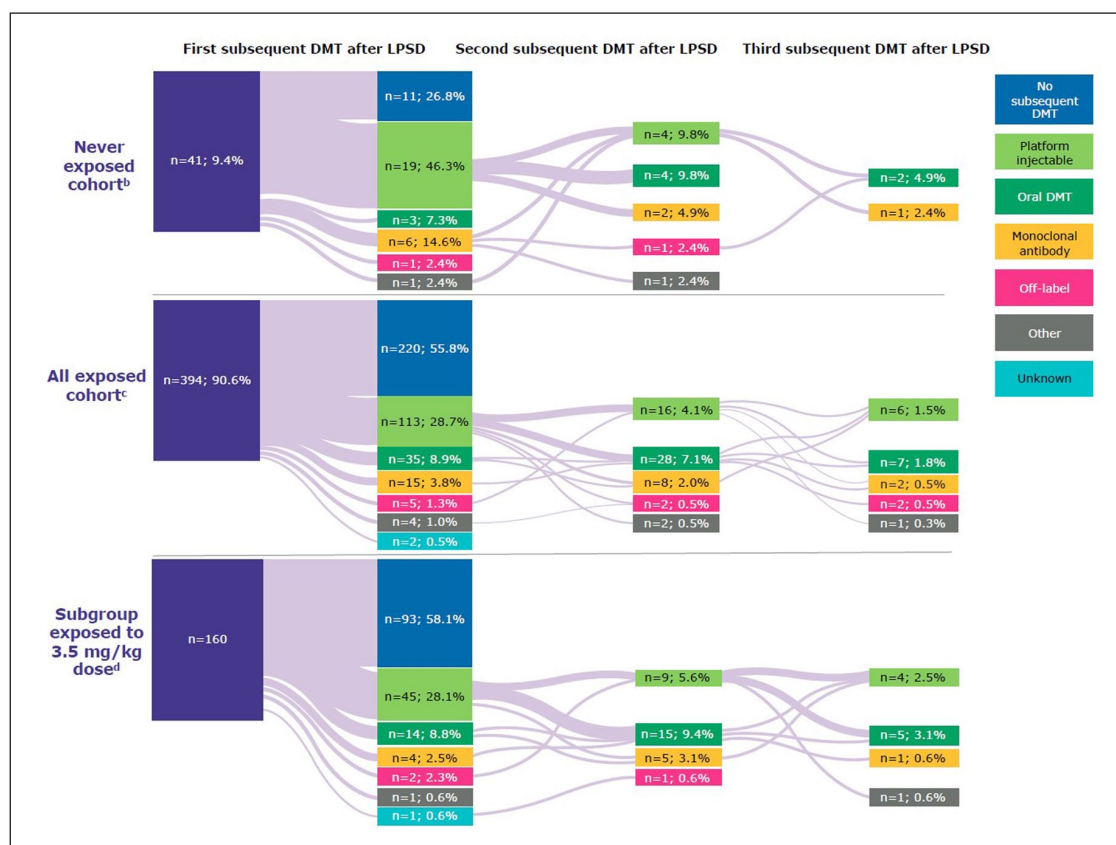 First subsequent DMT after LPSD
Second subsequent DMT after LPSD
Third subsequent DMT after LPSD
Never
exposed
cohortᵇ
n=41; 9.4%
n=11; 26.8%
n=19; 46.3%
n=3; 7.3%
n=6; 14.6%
n=1; 2.4%
n=1; 2.4%
n=4; 9.8%
n=4; 9.8%
n=2; 4.9%
n=1; 2.4%
n=1; 2.4%
n=2; 4.9%
n=1; 2.4%
All exposed
cohortᶜ
n=394; 90.6%
n=220; 55.8%
n=113; 28.7%
n=35; 8.9%
n=15; 3.8%
n=5; 1.3%
n=4; 1.0%
n=2; 0.5%
n=16; 4.1%
n=28; 7.1%
n=8; 2.0%
n=2; 0.5%
n=2; 0.5%
n=6; 1.5%
n=7; 1.8%
n=2; 0.5%
n=2; 0.5%
n=1; 0.3%
Subgroup
exposed to
3.5 mg/kg
doseᵈ
n=160
n=93; 58.1%
n=45; 28.1%
n=14; 8.8%
n=4; 2.5%
n=2; 2.3%
n=1; 0.6%
n=1; 0.6%
n=9; 5.6%
n=15; 9.4%
n=5; 3.1%
n=1; 0.6%
n=4; 2.5%
n=5; 3.1%
n=1; 0.6%
n=1; 0.6%
No
subsequent
DMT
Platform
injectable
Oral DMT
Monoclonal
antibody
Off-label
Other
Unknown